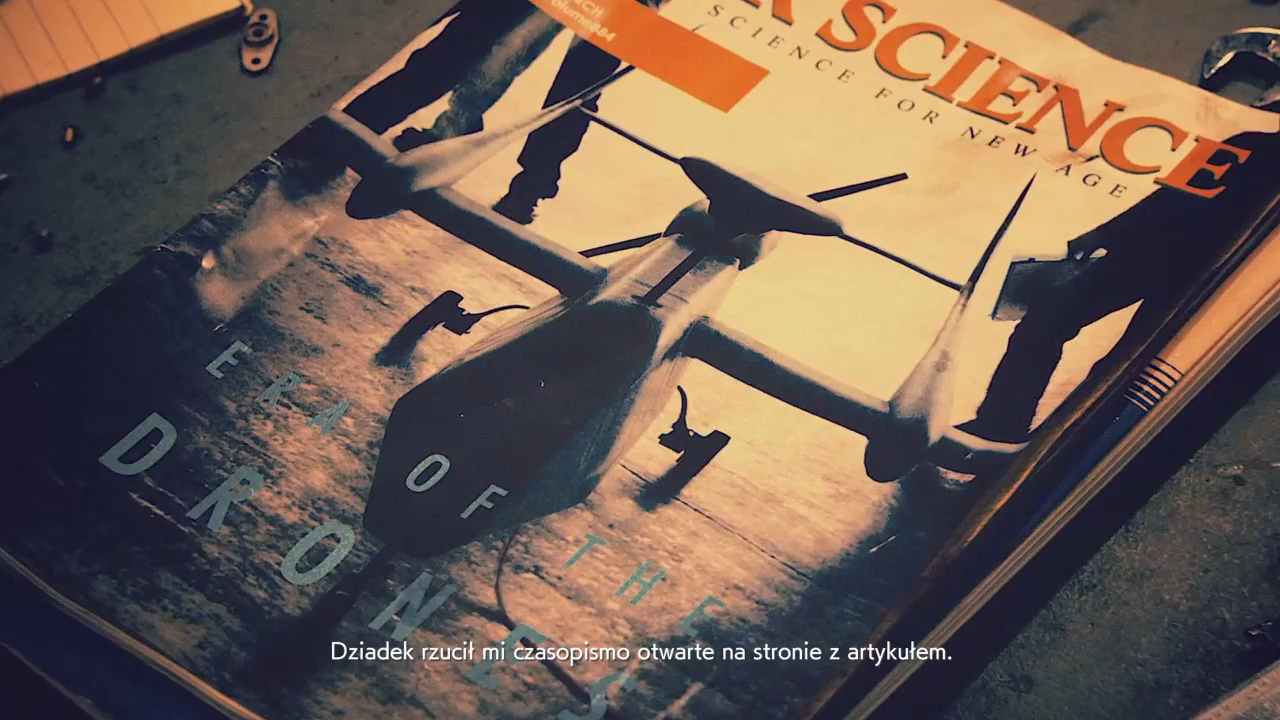 SCIENCE
SCIENCE FOR NEW AGE
ERA OF THE
DRONES
Dziadek rzucił mi czasopismo otwarte na stronie z artykułem.